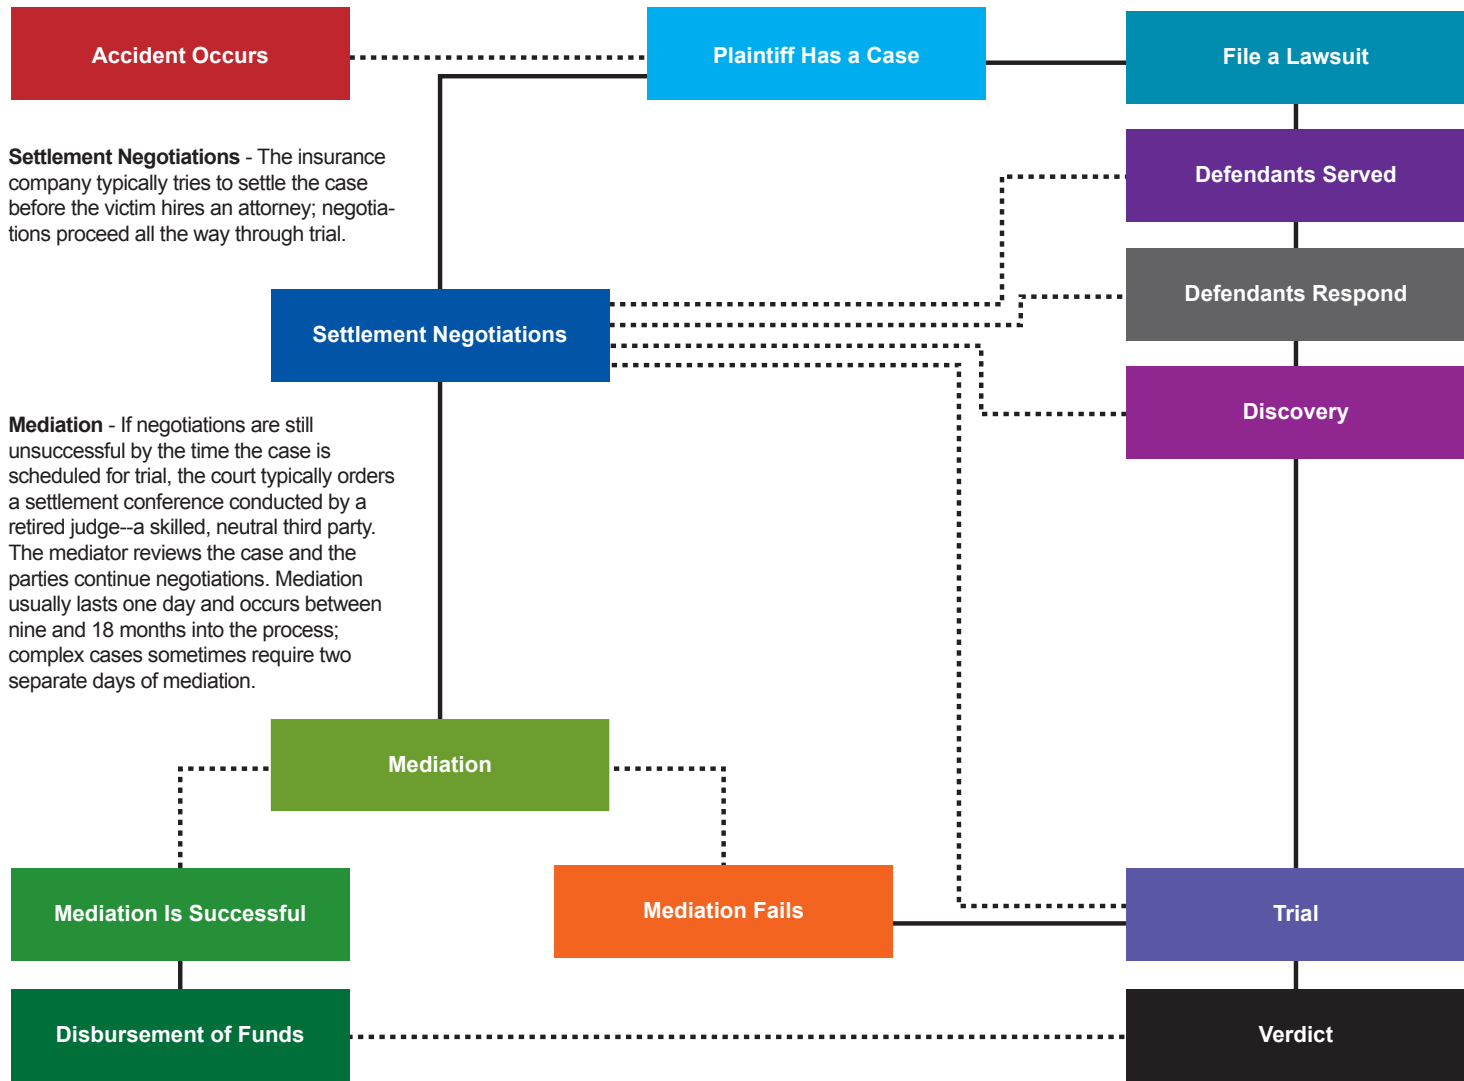 Accident Occurs
Plaintiff Has a Case
File a Lawsuit
Settlement Negotiations - The insurance
company typically tries to settle the case
before the victim hires an attorney; negotia-
tions proceed all the way through trial.
Defendants Served
Defendants Respond
Settlement Negotiations
Discovery
Mediation - If negotiations are still
unsuccessful by the time the case is
scheduled for trial, the court typically orders
a settlement conference conducted by a
retired judge--a skilled, neutral third party.
The mediator reviews the case and the
parties continue negotiations. Mediation
usually lasts one day and occurs between
nine and 18 months into the process;
complex cases sometimes require two
separate days of mediation.
Mediation
Mediation Is Successful
Mediation Fails
Trial
Disbursement of Funds
Verdict